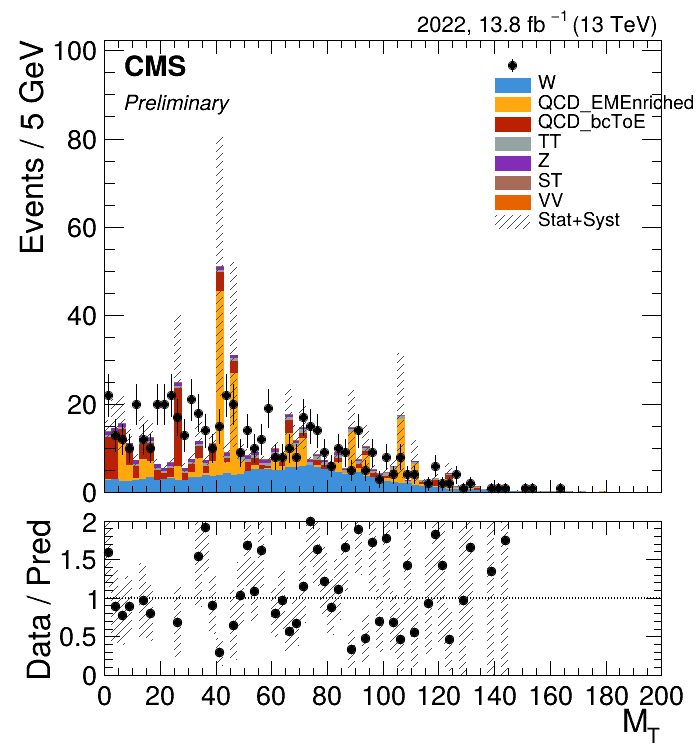 2022, 13.8 fb⁻¹ (13 TeV)
Events / 5 GeV
CMS
Preliminary
W
QCD_EMEnriched
QCD_bcToE
TT
Z
ST
VV
Stat+Syst
100
80
60
40
20
0
Data / Pred
2
1.5
1
0.5
0
0 20 40 60 80 100 120 140 160 180 200
M_T